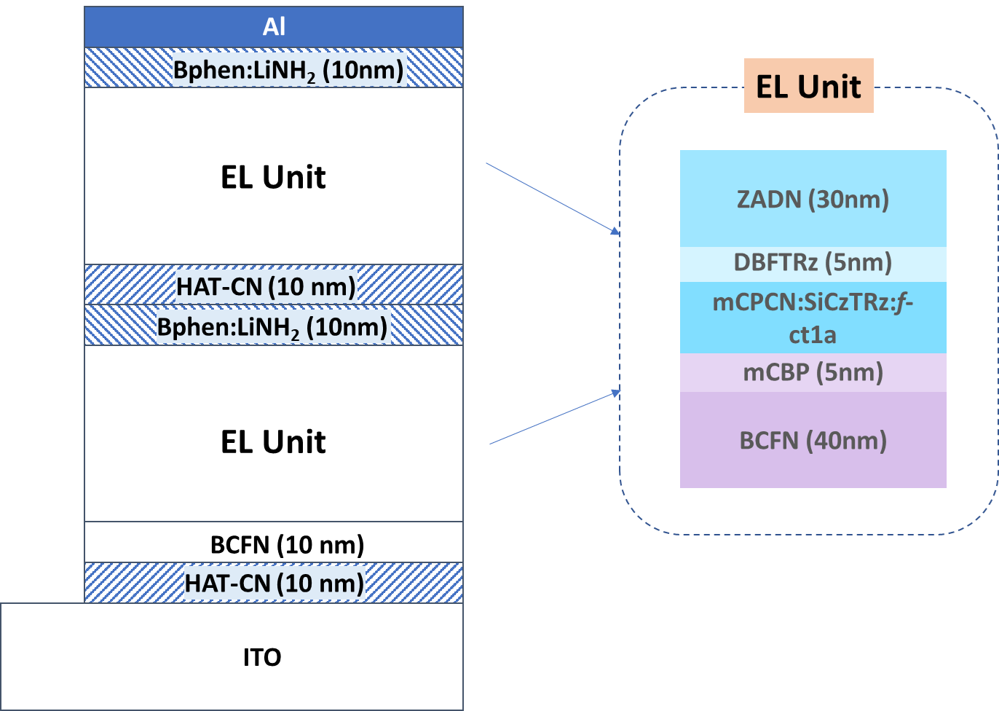 Al
Bphen:LiNH₂ (10nm)
EL Unit
HAT-CN (10 nm)
Bphen:LiNH₂ (10nm)
EL Unit
BCFN (10 nm)
HAT-CN (10 nm)
ITO
EL Unit
ZADN (30nm)
DBFTRz (5nm)
mCPCN:SiCzTRz:f-
ct1a
mCBP (5nm)
BCFN (40nm)